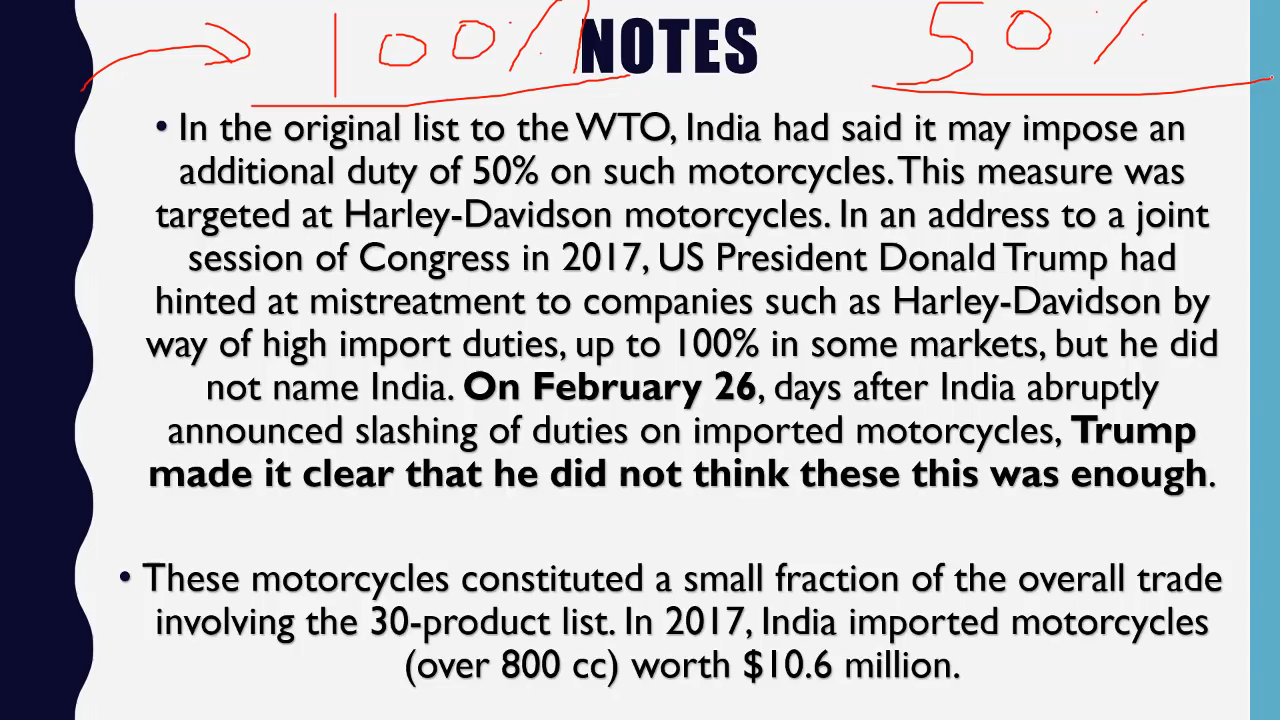 100% NOTES 50%
• In the original list to the WTO, India had said it may impose an
additional duty of 50% on such motorcycles. This measure was
targeted at Harley-Davidson motorcycles. In an address to a joint
session of Congress in 2017, US President Donald Trump had
hinted at mistreatment to companies such as Harley-Davidson by
way of high import duties, up to 100% in some markets, but he did
not name India. On February 26, days after India abruptly
announced slashing of duties on imported motorcycles, Trump
made it clear that he did not think these this was enough.
• These motorcycles constituted a small fraction of the overall trade
involving the 30-product list. In 2017, India imported motorcycles
(over 800 cc) worth $10.6 million.